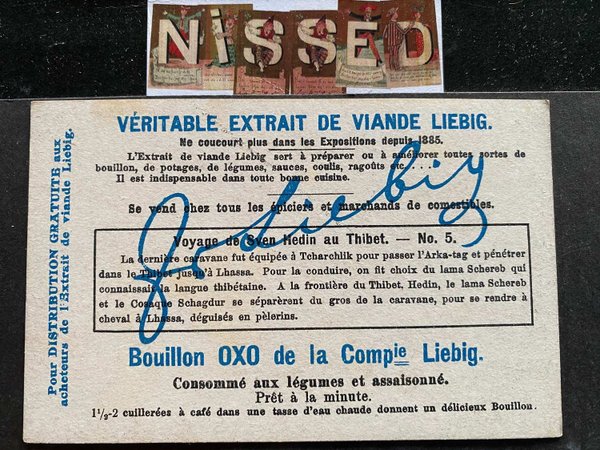 NiSSED
VÉRITABLE EXTRAIT DE VIANDE LIEBIG.
Ne coucourt plus dans les Expositions depuis 1885.
L'Extrait de viande Liebig sert à préparer ou à améliorer toutes sortes de
bouillon, de potages, de légumes, sauces, coulis, ragoûts etc....
Il est indispensable dans toute bonne cuisine.
Se vend chez tous les épiciers et marchands de comestibles.
Voyage de Sven Hedin au Thibet. — No. 5.
La dernière caravane fut équipée à Tcharchlik pour passer l'Arka-tag et pénétrer
dans le Thibet jusqu'à Lhassa. Pour la conduire, on fit choix du lama Schereb qui
connaissait la langue thibétaine. A la frontière du Thibet, Hedin, le lama Schereb
et le Cosaque Schagdur se séparèrent du gros de la caravane, pour se rendre à
cheval à Lhassa, déguisés en pèlerins.
Bouillon OXO de la Compie Liebig.
Consommé aux légumes et assaisonné.
Prêt à la minute.
1½-2 cuillerées à café dans une tasse d'eau chaude donnent un délicieux Bouillon.
Pour DISTRIBUTION GRATUITE aux
acheteurs de l'Extrait de viande Liebig.
JvLiebig